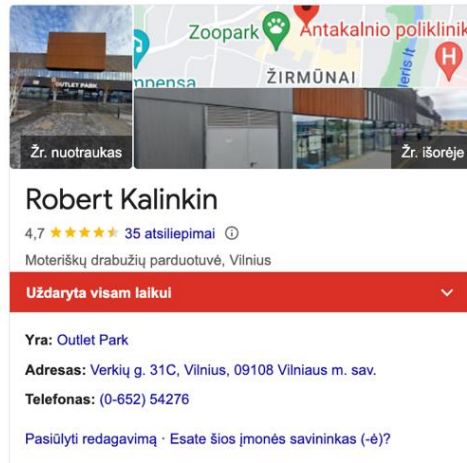 Zoopark
Antakalnio poliklinik
mpensa
ŽIRMŪNAI
OUTLET PARK
Žr. nuotraukas
Žr. išorėje
Robert Kalinkin
4,7 35 atsiliepimai
Moteriškų drabužių parduotuvė, Vilnius
Uždaryta visam laikui
Yra: Outlet Park
Adresas: Verkių g. 31C, Vilnius, 09108 Vilniaus m. sav.
Telefonas: (0-652) 54276
Pasiūlyti redagavimą · Esate šios įmonės savininkas (-ė)?